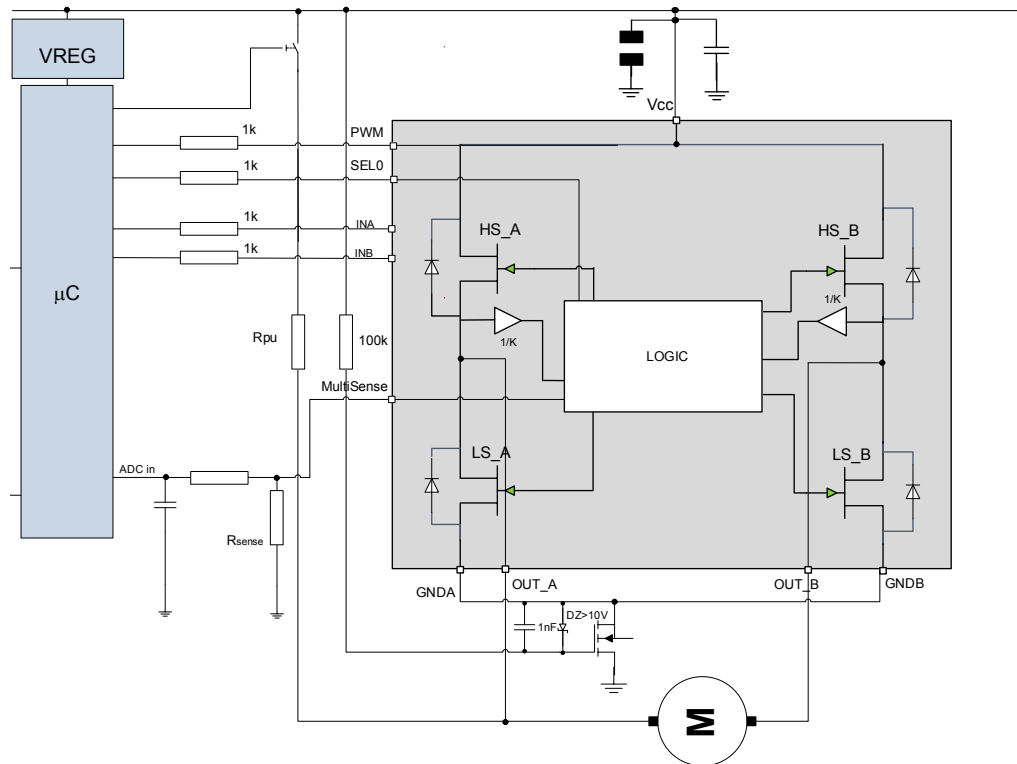 VREG
Vcc
1k
PWM
1k
SEL0
1k
INA
1k
INB
HS_A
HS_B
μC
1/K
1/K
Rpu
100k
LOGIC
MultiSense
LS_A
LS_B
ADC in
Rsense
GNDA
OUT_A
OUT_B
GNDB
1nF
DZ>10V
M